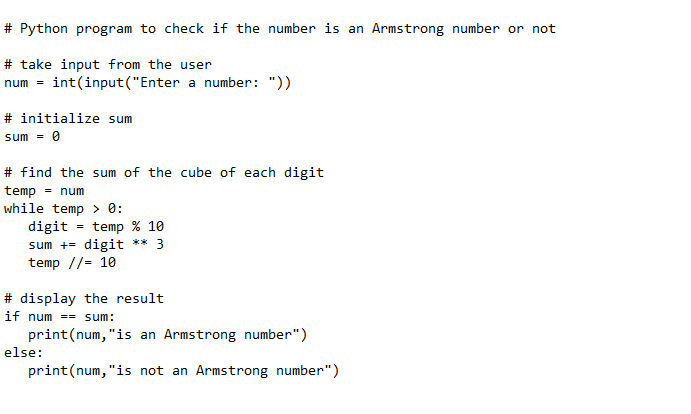 # Python program to check if the number is an Armstrong number or not
# take input from the user
num = int(input("Enter a number: "))
# initialize sum
sum = 0
# find the sum of the cube of each digit
temp = num
while temp > 0:
   digit = temp % 10
   sum += digit ** 3
   temp //= 10
# display the result
if num == sum:
   print(num,"is an Armstrong number")
else:
   print(num,"is not an Armstrong number")